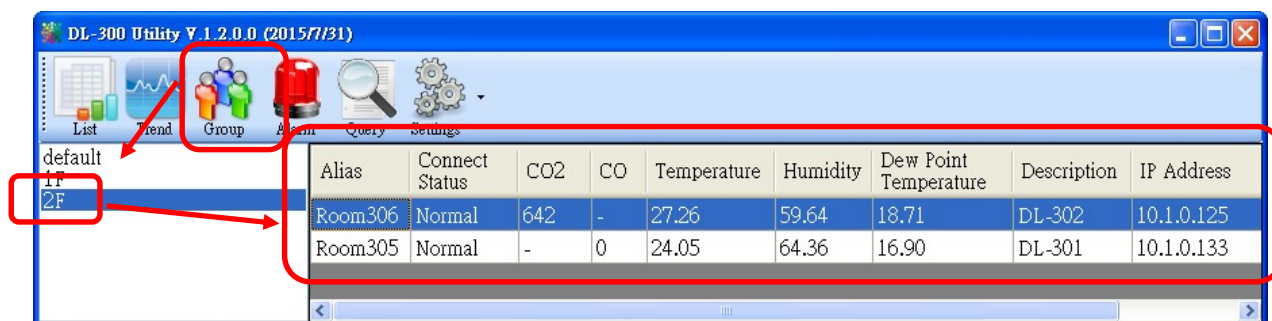 DL-300 Utility V.1.2.0.0 (2015/7/31)
List Trend Group Alarm Query Settings
default
1F
2F
Alias Connect Status CO2 CO Temperature Humidity Dew Point Temperature Description IP Address
Room306 Normal 642 - 27.26 59.64 18.71 DL-302 10.1.0.125
Room305 Normal - 0 24.05 64.36 16.90 DL-301 10.1.0.133